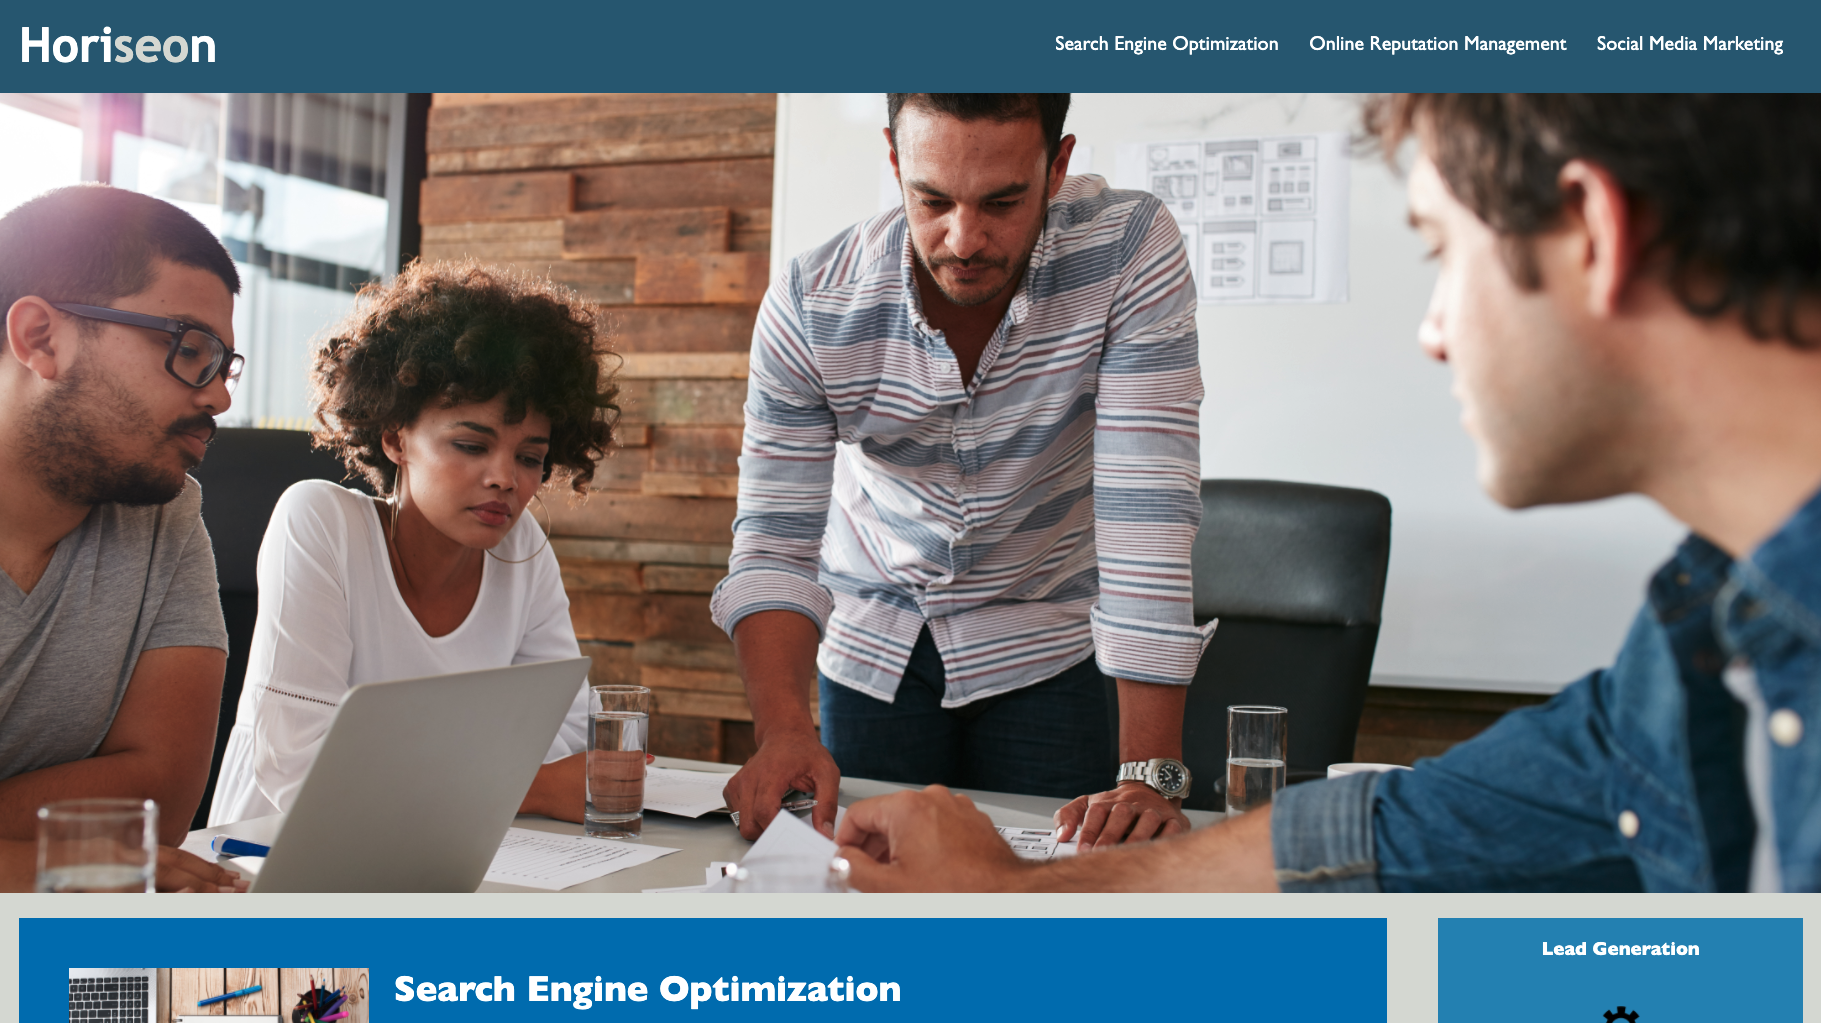 Horiseon
Search Engine Optimization
Online Reputation Management
Social Media Marketing
Search Engine Optimization
Lead Generation